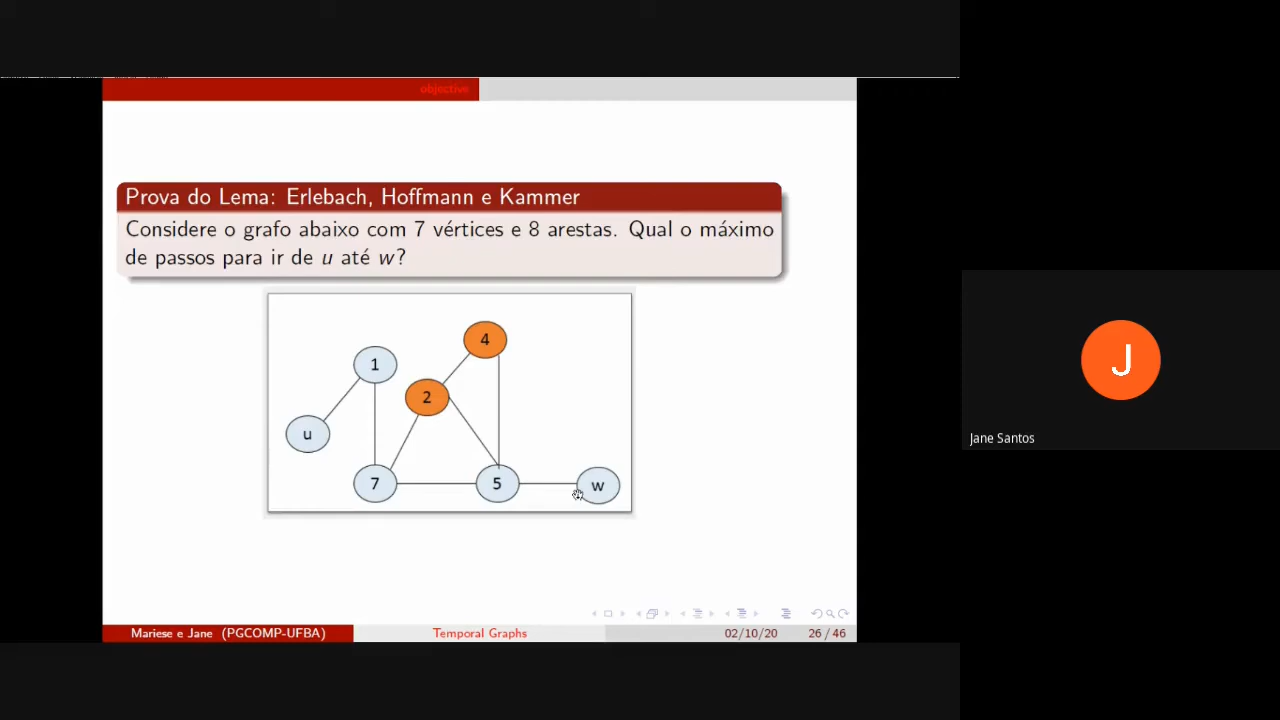 objective
Prova do Lema: Erlebach, Hoffmann e Kammer
Considere o grafo abaixo com 7 vértices e 8 arestas. Qual o máximo
de passos para ir de u até w?
4
1
2
u
7
5
w
J
Jane Santos
Mariese e Jane (PGCOMP-UFBA)
Temporal Graphs
02/10/20
26 / 46